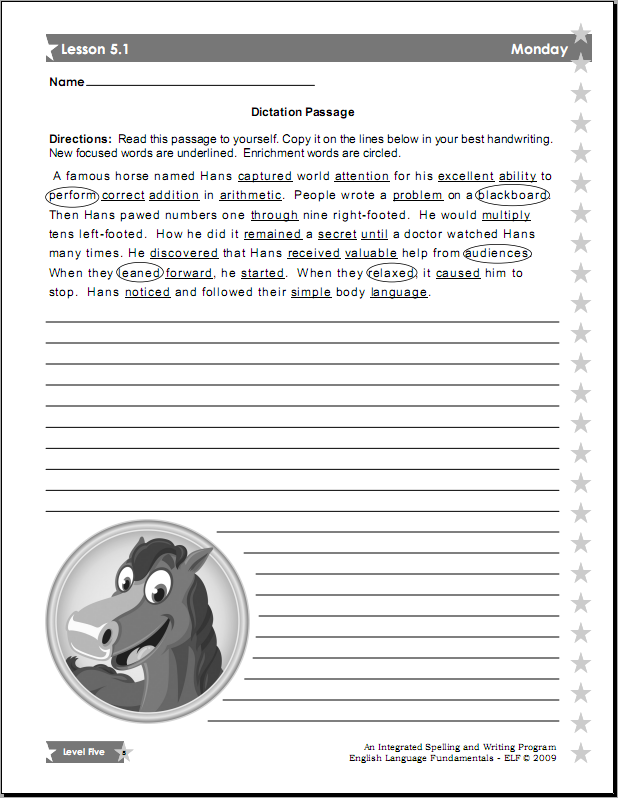 Lesson 5.1 Monday
Name
Dictation Passage
Directions: Read this passage to yourself. Copy it on the lines below in your best handwriting.
New focused words are underlined. Enrichment words are circled.
A famous horse named Hans captured world attention for his excellent ability to
perform correct addition in arithmetic. People wrote a problem on a blackboard.
Then Hans pawed numbers one through nine right-footed. He would multiply
tens left-footed. How he did it remained a secret until a doctor watched Hans
many times. He discovered that Hans received valuable help from audiences.
When they leaned forward, he started. When they relaxed, it caused him to
stop. Hans noticed and followed their simple body language.
Level Five 5
An Integrated Spelling and Writing Program
English Language Fundamentals - ELF © 2009